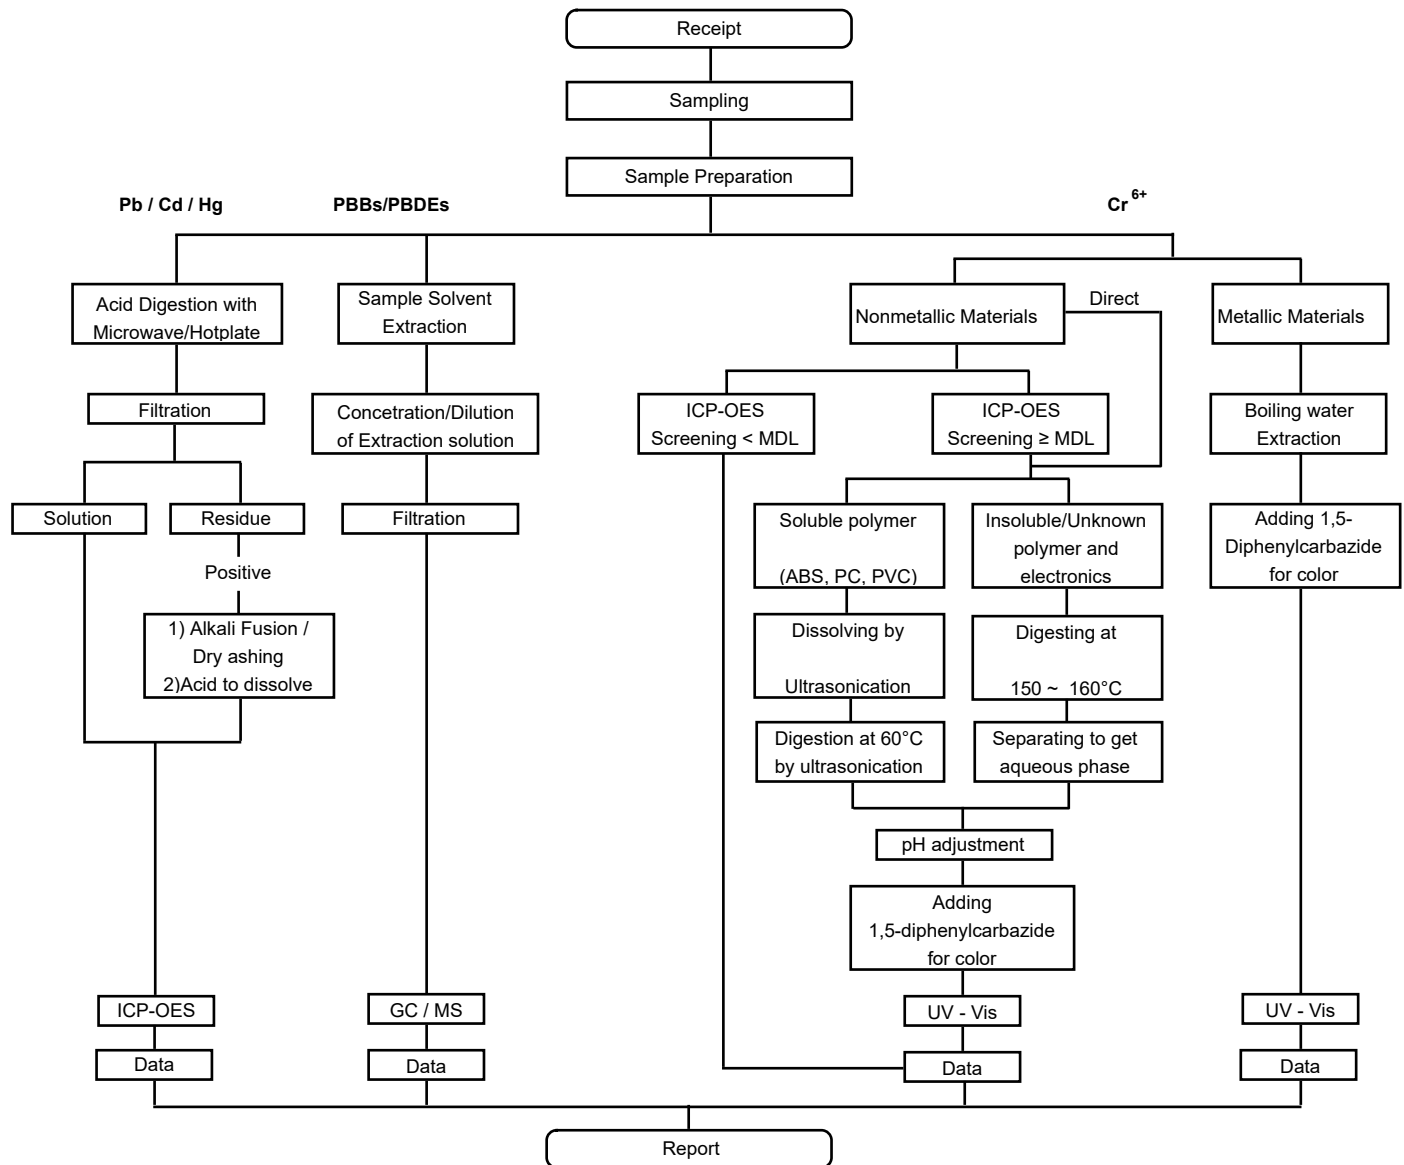 Receipt
Sampling
Sample Preparation
Pb / Cd / Hg
PBBs/PBDEs
Cr 6+
Acid Digestion with
Microwave/Hotplate
Sample Solvent
Extraction
Nonmetallic Materials
Direct
Metallic Materials
Filtration
Concetration/Dilution
of Extraction solution
ICP-OES
Screening < MDL
ICP-OES
Screening ≥ MDL
Boiling water
Extraction
Solution
Residue
Filtration
Soluble polymer
(ABS, PC, PVC)
Insoluble/Unknown
polymer and
electronics
Adding 1,5-
Diphenylcarbazide
for color
Positive
1) Alkali Fusion /
Dry ashing
2)Acid to dissolve
Dissolving by
Ultrasonication
Digesting at
150 ~ 160°C
Digestion at 60°C
by ultrasonication
Separating to get
aqueous phase
pH adjustment
Adding
1,5-diphenylcarbazide
for color
ICP-OES
GC / MS
UV - Vis
UV - Vis
Data
Data
Data
Data
Report